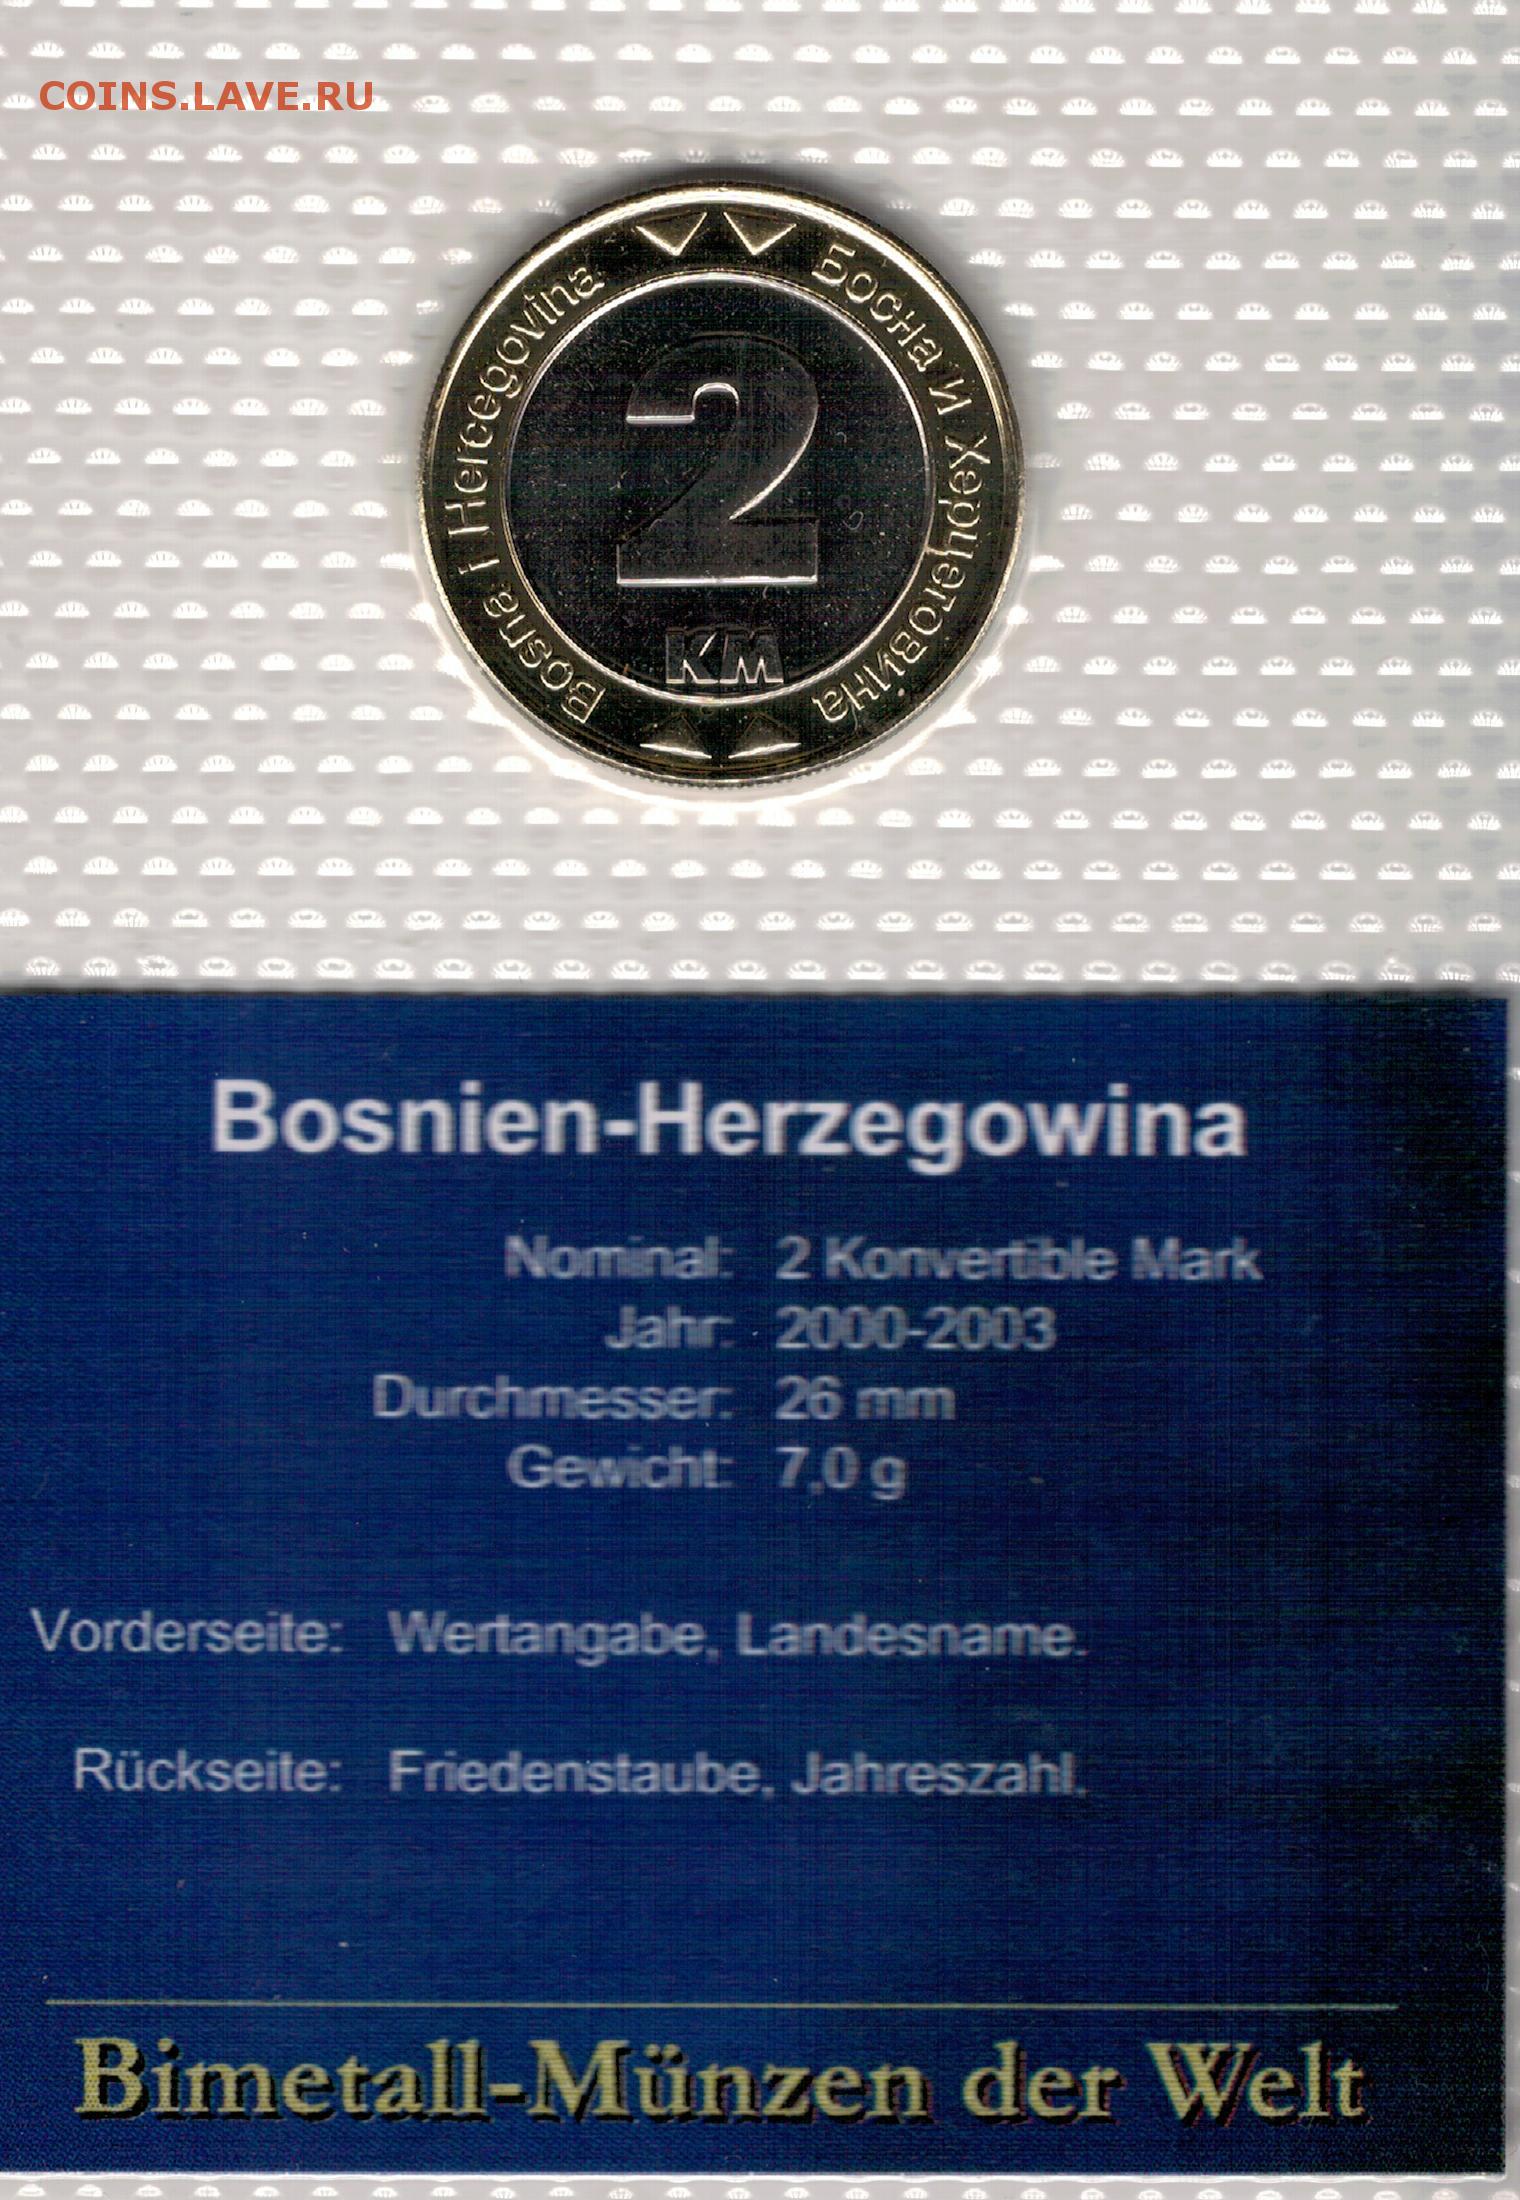 COINS.LAVE.RU
Bosna i Hercegovina
Босна и Херцеговина
2
KM
Bosnien-Herzegowina
Nominal: 2 Konvertible Mark
Jahr: 2000-2003
Durchmesser: 26 mm
Gewicht: 7,0 g
Vorderseite: Wertangabe, Landesname.
Rückseite: Friedenstaube, Jahreszahl.
Bimetall-Münzen der Welt